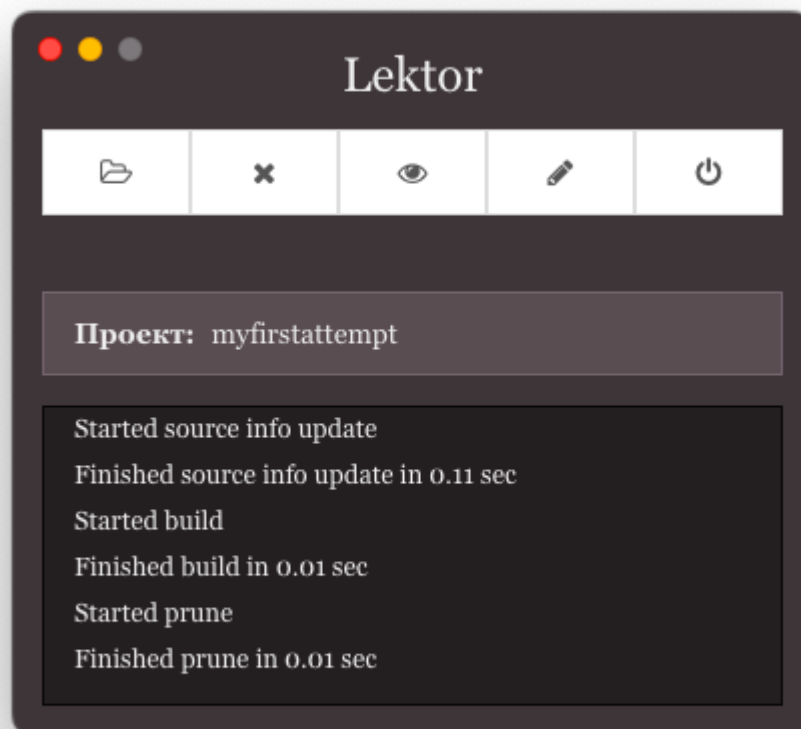 Lektor
Проект: myfirstattempt
Started source info update
Finished source info update in 0.11 sec
Started build
Finished build in 0.01 sec
Started prune
Finished prune in 0.01 sec